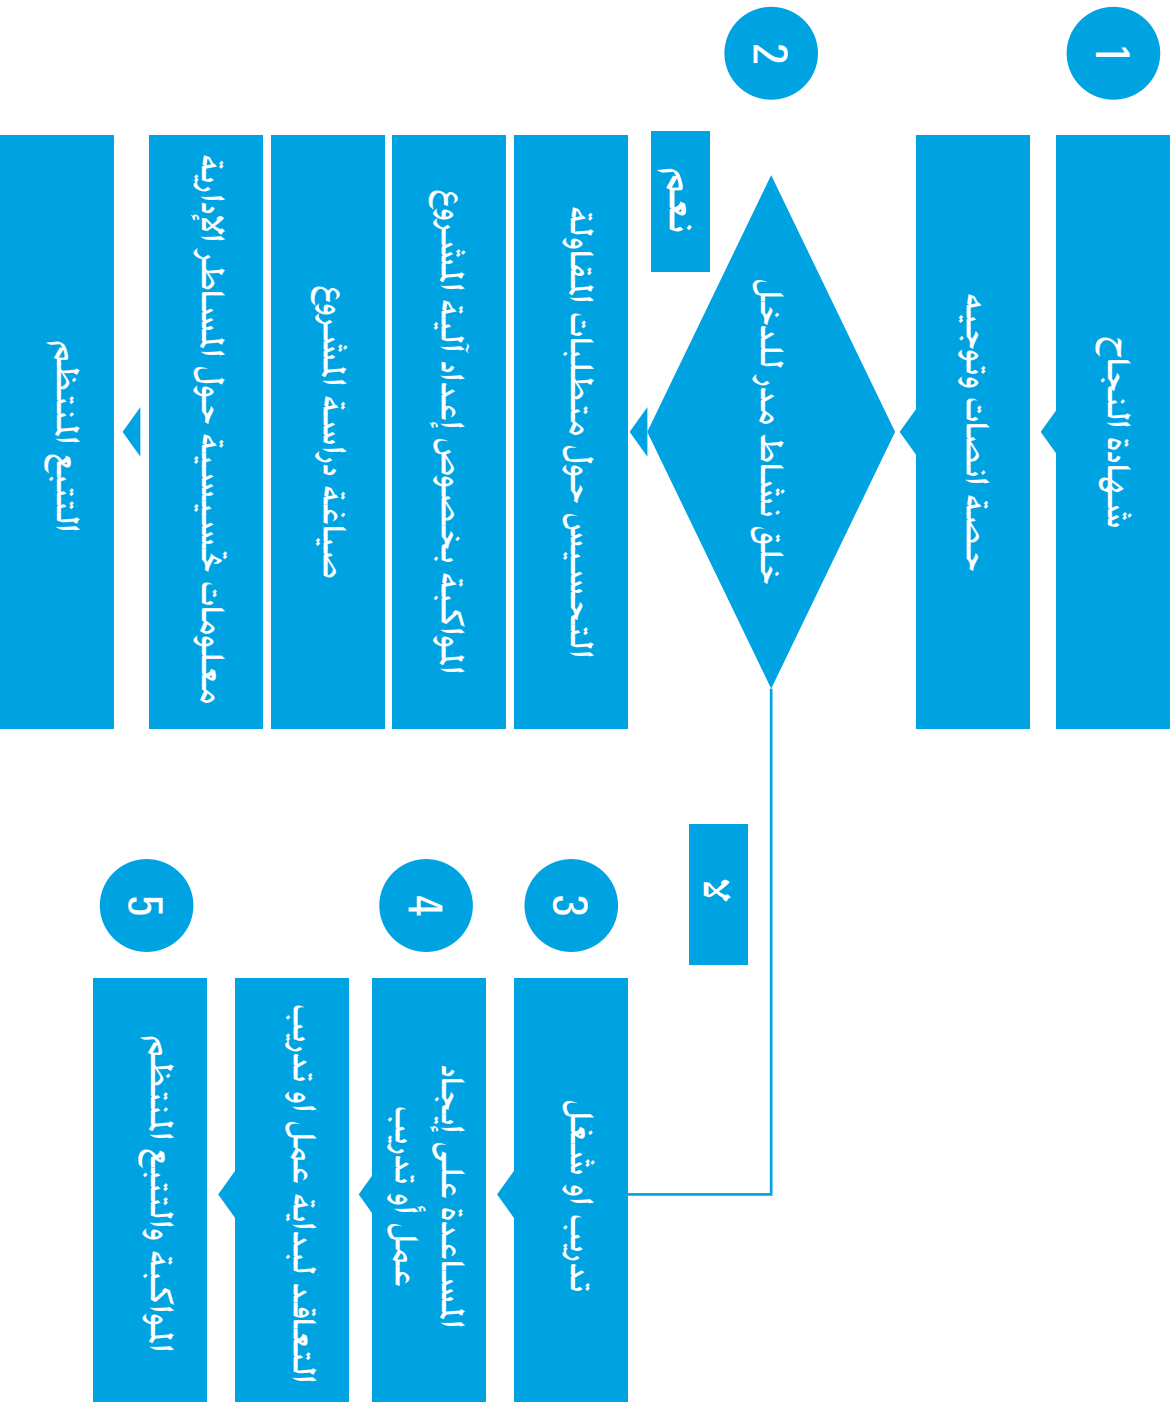 1
شهادة النجاح
حصة انصات وتوجيه
2
خلق نشاط مدر للدخل
نعم
التحسيس حول متطلبات المقاولة
المواكبة بخصوص إعداد آلية المشروع
صياغة دراسة المشروع
معلومات تحسيسية حول المساطر الإدارية
التتبع المنتظم
لا
3
تدريب او شغل
4
المساعدة على إيجاد
عمل أو تدريب
التعاقد لبداية عمل او تدريب
5
المواكبة والتتبع المنتظم